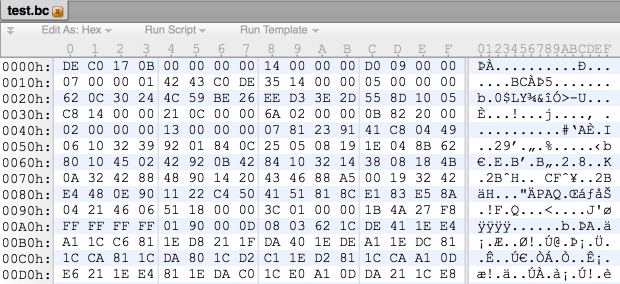 test.bc
Edit As: Hex Run Script Run Template
0 1 2 3 4 5 6 7 8 9 A B C D E F 0123456789ABCDEF
0000h: DE C0 17 0B 00 00 00 00 14 00 00 00 D0 09 00 00 ÞÀ..........Ð...
0010h: 07 00 00 01 42 43 C0 DE 35 14 00 00 05 00 00 00 ....BCÀÞ5.......
0020h: 62 0C 30 24 4C 59 BE 26 EE D3 3E 2D 55 8D 10 05 b.0$LY¾&îÓ>-U...
0030h: C8 14 00 00 21 0C 00 00 6A 02 00 00 0B 82 20 00 È...!...j....‚ .
0040h: 02 00 00 00 13 00 00 00 07 81 23 91 41 C8 04 49 ..........#‘AÈ.I
0050h: 06 10 32 39 92 01 84 0C 25 05 08 19 1E 04 8B 62 ..29’.„.%.....‹b
0060h: 80 10 45 02 42 92 0B 42 84 10 32 14 38 08 18 4B €.E.B’.B„.2.8..K
0070h: 0A 32 42 88 48 90 14 20 43 46 88 A5 00 19 32 42 .2BˆH.. CFˆ¥..2B
0080h: E4 48 0E 90 11 22 C4 50 41 51 81 8C E1 83 E5 8A äH..."ÄPAQ.ŒáƒåŠ
0090h: 04 21 46 06 51 18 00 00 3C 01 00 00 1B 4A 27 F8 .!F.Q...<....J'ø
00A0h: FF FF FF FF 01 90 00 0D 08 03 62 1C DE 41 1E E4 ÿÿÿÿ......b.ÞA.ä
00B0h: A1 1C C6 81 1E D8 21 1F DA 40 1E DE A1 1E DC 81 ¡.Æ..Ø!.Ú@.Þ¡.Ü.
00C0h: 1C CA 81 1C DA 80 1C D2 C1 1E D2 81 1C CA A1 0D .Ê..Ú€.ÒÁ.Ò..Ê¡.
00D0h: E6 21 1E E4 81 1E DA C0 1C E0 A1 0D DA 21 1C E8 æ!.ä..ÚÀ.à¡.Ú!.è